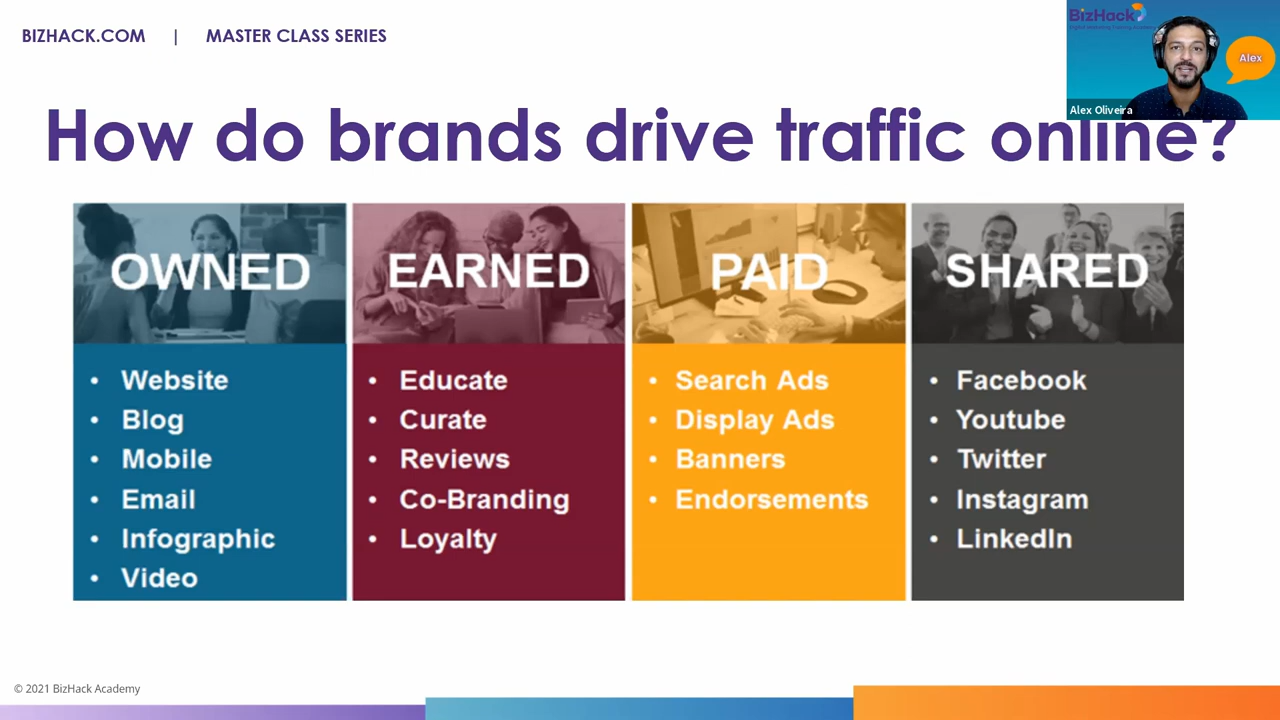 BIZHACK.COM | MASTER CLASS SERIES
BizHack
Alex
Alex Oliveira
How do brands drive traffic online?
OWNED
• Website
• Blog
• Mobile
• Email
• Infographic
• Video
EARNED
• Educate
• Curate
• Reviews
• Co-Branding
• Loyalty
PAID
• Search Ads
• Display Ads
• Banners
• Endorsements
SHARED
• Facebook
• Youtube
• Twitter
• Instagram
• LinkedIn
© 2021 BizHack Academy